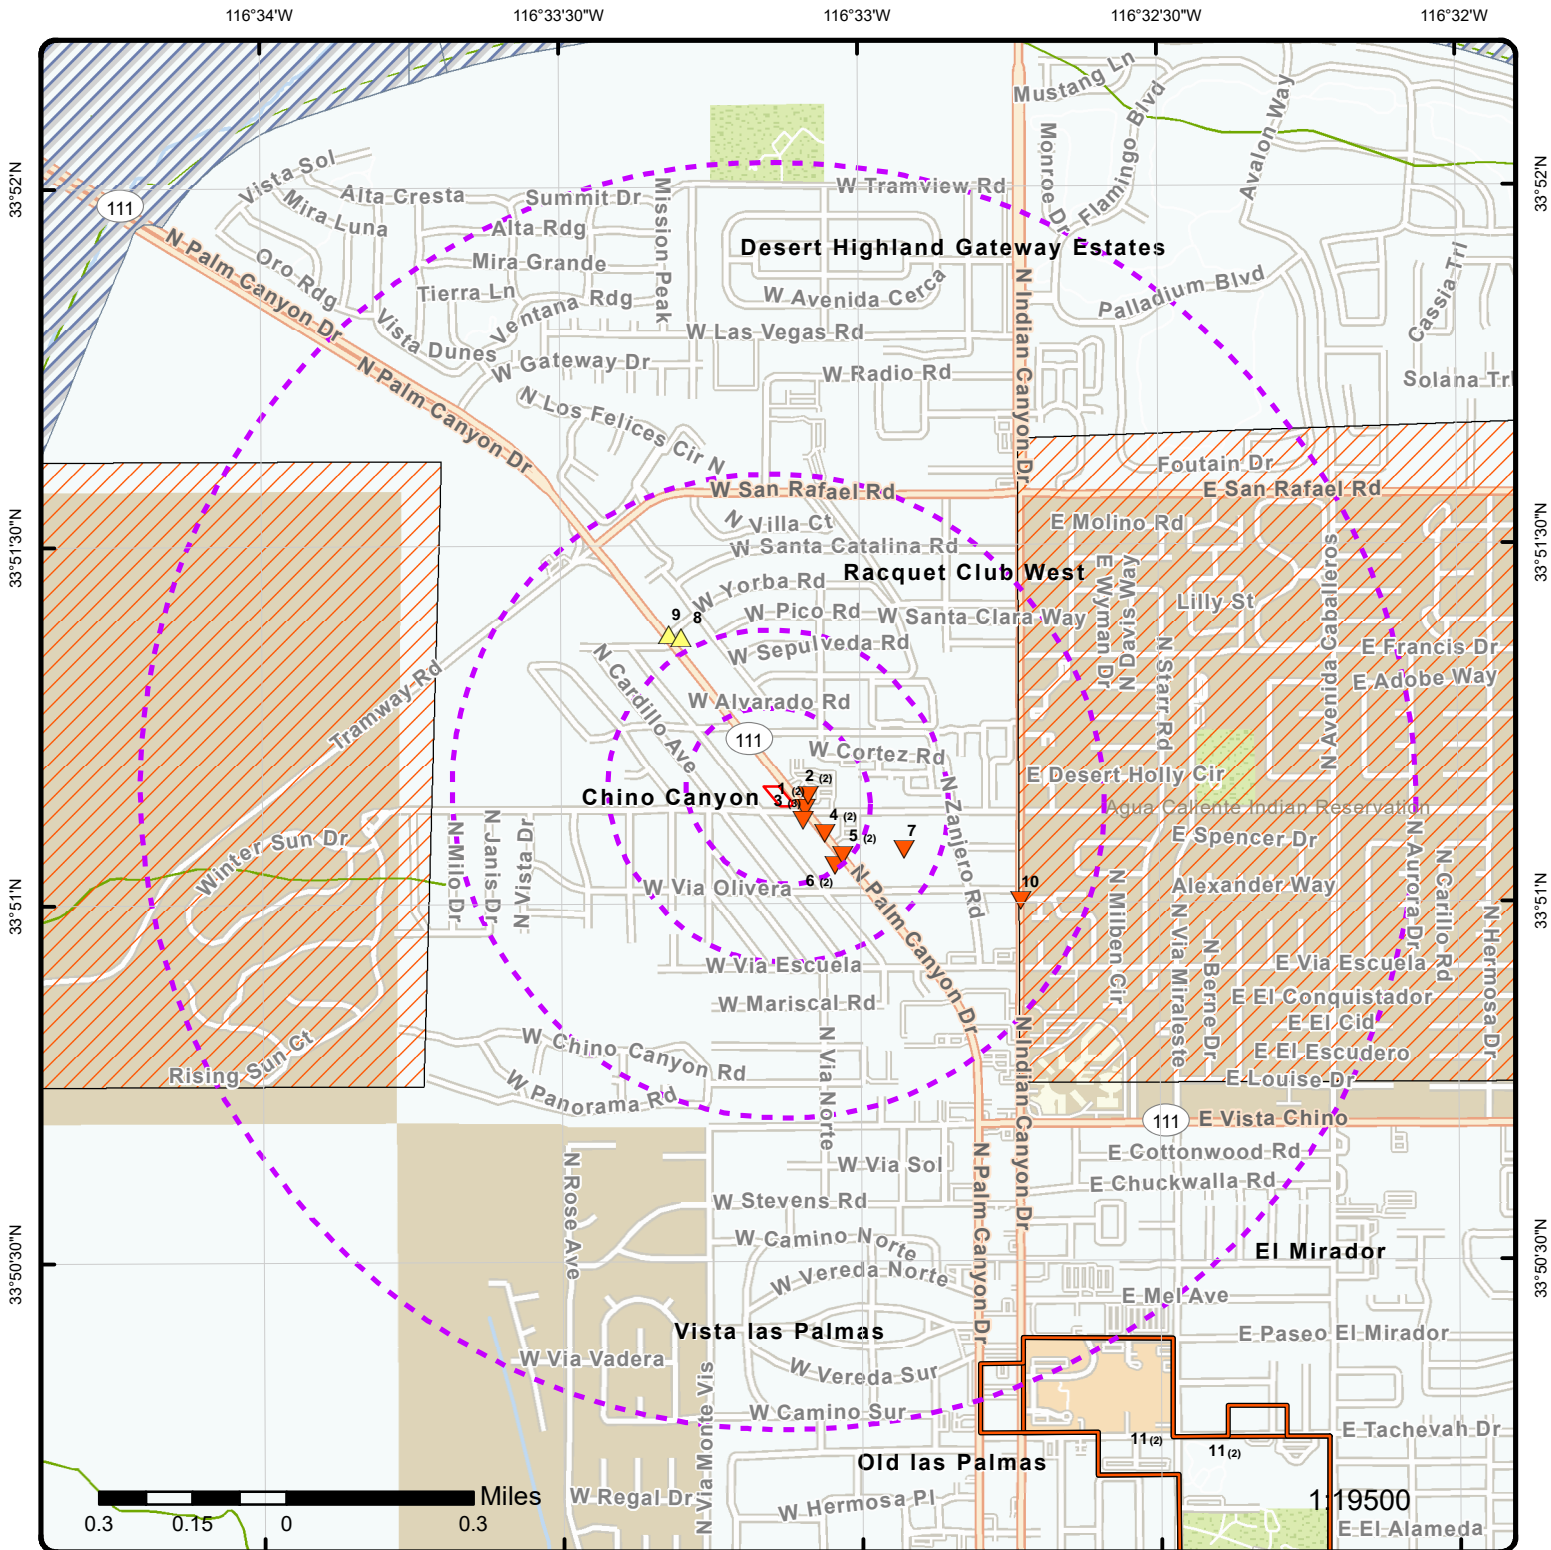 116°34'W
116°33'30"W
116°33'W
116°32'30"W
116°32'W
33°52'N
33°52'N
33°51'30"N
33°51'30"N
33°51'N
33°51'N
33°50'30"N
33°50'30"N
Mustang Ln
Monroe Dr
Flamingo Blvd
Avalon Way
Vista Sol
Alta Cresta
Summit Dr
Mission Peak
W Tramview Rd
111
Mira Luna
Alta Rdg
Desert Highland Gateway Estates
N Palm Canyon Dr
Oro Rdg
Mira Grande
Tierra Ln
Ventana Rdg
W Avenida Cerca
N Indian Canyon Dr
Palladium Blvd
Cassia Trl
Vista Dunes
W Las Vegas Rd
W Gateway Dr
W Radio Rd
Solana Trl
N Palm Canyon Dr
N Los Felices Cir N
Foutain Dr
W San Rafael Rd
E San Rafael Rd
N Villa Ct
E Molino Rd
W Santa Catalina Rd
Racquet Club West
E Wyman Dr
N Davis Way
N Avenida Caballeros
W Yorba Rd
Lilly St
9
8
W Pico Rd
W Santa Clara Way
W Sepulveda Rd
N Starr Rd
E Francis Dr
E Adobe Way
N Cardillo Ave
Tramway Rd
W Alvarado Rd
111
W Cortez Rd
2 (2)
1 (2)
3 (3)
Chino Canyon
E Desert Holly Cir
Agua Caliente Indian Reservation
N Zanjero Rd
4 (2)
5 (2)
7
E Spencer Dr
Winter Sun Dr
N Milo Dr
N Janis Dr
N Vista Dr
6 (2)
W Via Olivera
10
Alexander Way
N Aurora Dr
N Carillo Rd
N Hermosa Dr
N Palm Canyon Dr
N Milben Cir
N Via Miraleste
N Berne Dr
W Via Escuela
E Via Escuela
W Mariscal Rd
E El Conquistador
E El Cid
Rising Sun Ct
W Chino Canyon Rd
N Via Norte
N Indian Canyon Dr
E El Escudero
W Panorama Rd
E Louise Dr
111
E Vista Chino
N Rose Ave
W Via Sol
N Palm Canyon Dr
E Cottonwood Rd
E Chuckwalla Rd
W Stevens Rd
W Camino Norte
El Mirador
W Vereda Norte
E Mel Ave
Vista las Palmas
E Paseo El Mirador
W Via Vadera
N Via Monte Vis
W Vereda Sur
W Camino Sur
11(2)
11(2)
E Tachevah Dr
Old las Palmas
W Regal Dr
W Hermosa Pl
1:19500
E El Alameda
Miles
0.3
0.15
0
0.3